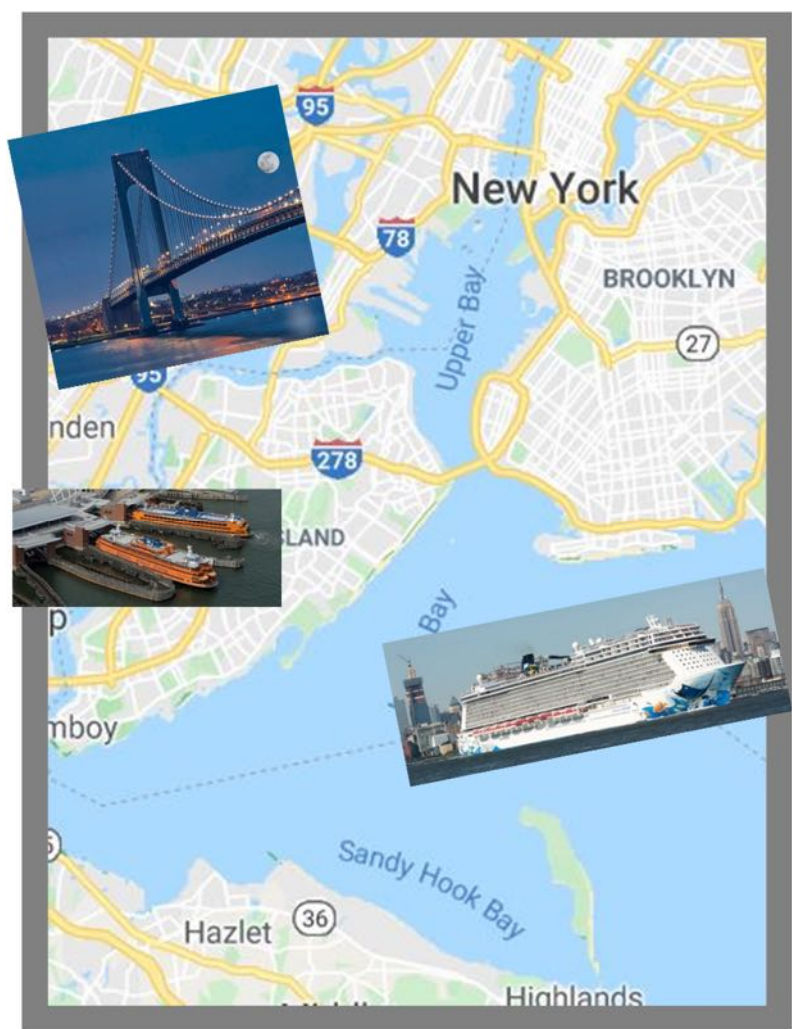 95
New York
78
BROOKLYN
Upper Bay
27
95
nden
278
SLAND
Bay
p
mboy
Sandy Hook Bay
36
Hazlet
Highlands